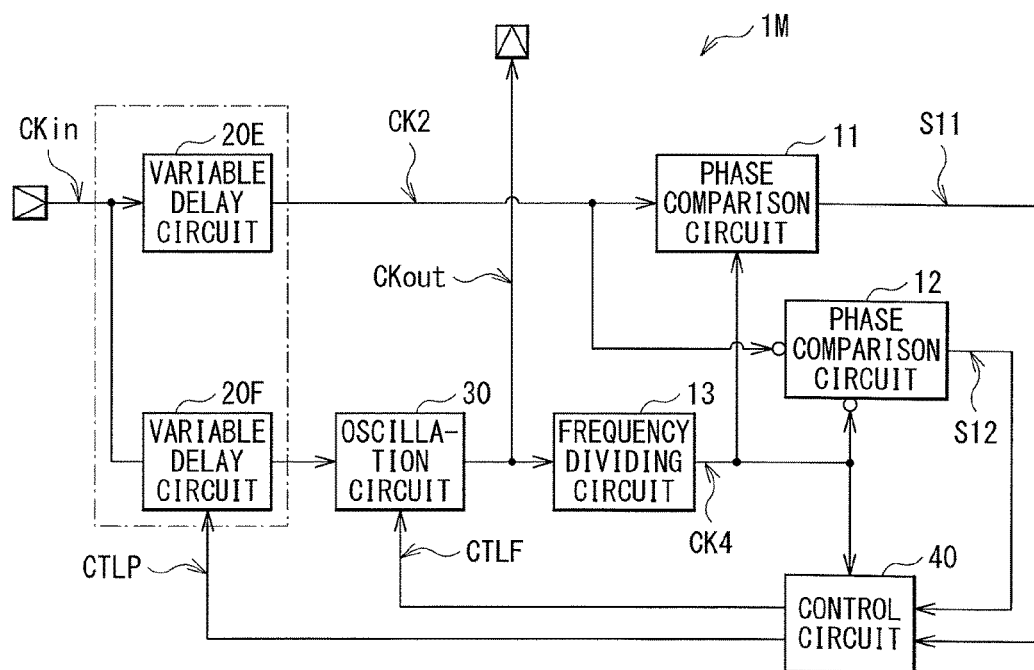 1M
CKin
20E
VARIABLE
DELAY
CIRCUIT
CK2
11
PHASE
COMPARISON
CIRCUIT
S11
CKout
12
PHASE
COMPARISON
CIRCUIT
S12
20F
VARIABLE
DELAY
CIRCUIT
30
OSCILLA-
TION
CIRCUIT
13
FREQUENCY
DIVIDING
CIRCUIT
CK4
CTLP
CTLF
40
CONTROL
CIRCUIT